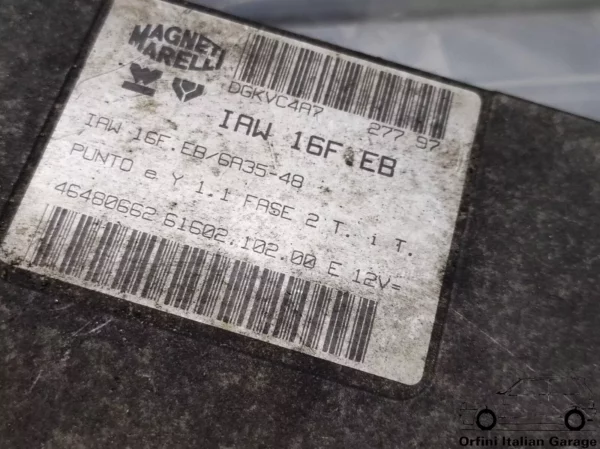 MAGNETI
MARELLI
DGKVC4A7 277 97
IAW 16F.EB
IAW 16F.EB/6A35-48
PUNTO e Y 1.1 FASE 2 T. i T.
46480662 61602.102.00 E 12V=
Orfini Italian Garage